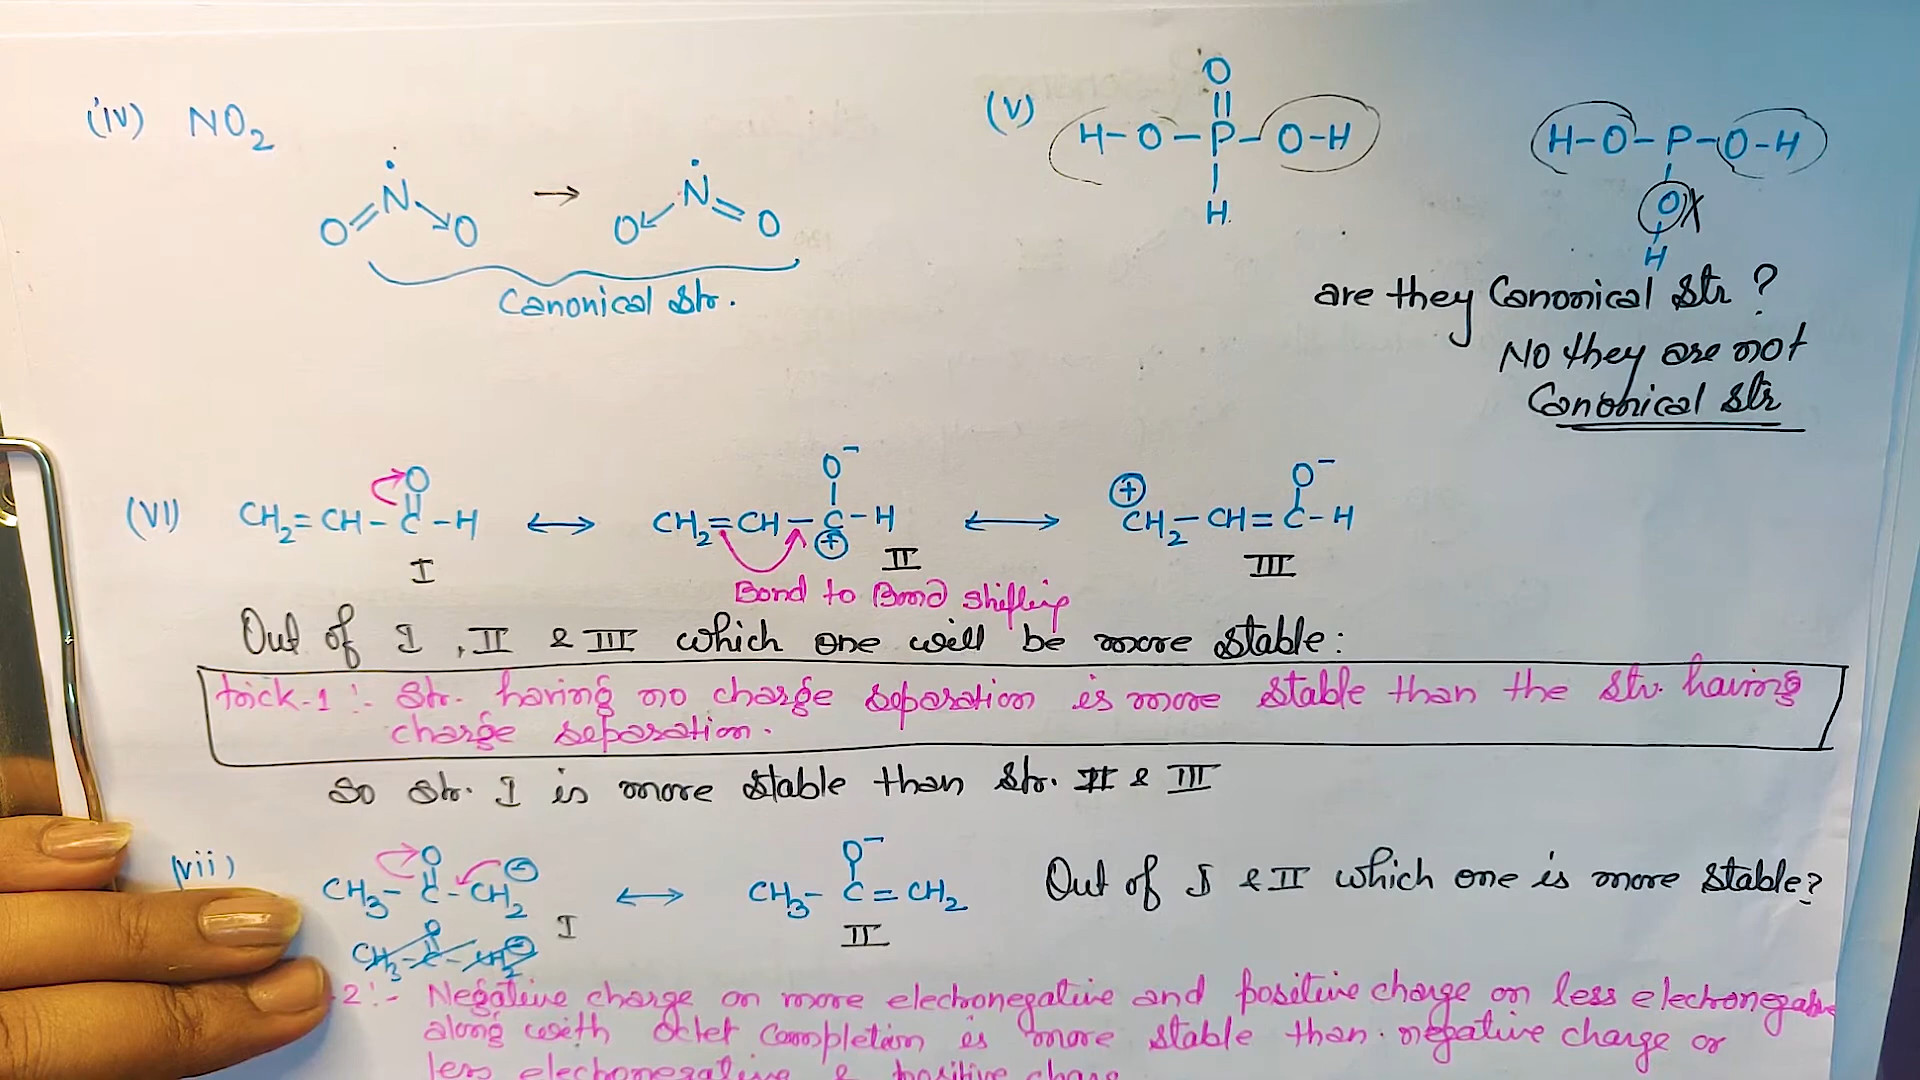 (iv) NO2
O=N→O → O←N=O
Canonical Str.
(V) H-O-P-O-H
O
H
H-O-P-O-H
O
H
are they Canonical Str ?
No they are not
Canonical Str
(VI) CH2=CH-C-H ↔ CH2=CH-C-H ↔ CH2-CH=C-H
O O⁻ O⁻
⊕ ⊕
I II III
Bond to Bond shifting
Out of I, II & III which one will be more stable:
trick-1 :- Str. having no charge separation is more stable than the str. having
charge separation.
So str. I is more stable than str. II & III
(vii) CH3-C-CH2 ↔ CH3-C=CH2 Out of I & II which one is more stable?
O ⊖ O⁻
I II
2:- Negative charge on more electronegative and positive charge on less electronegative
along with octet completion is more stable than negative charge or
less electronegative & positive charg